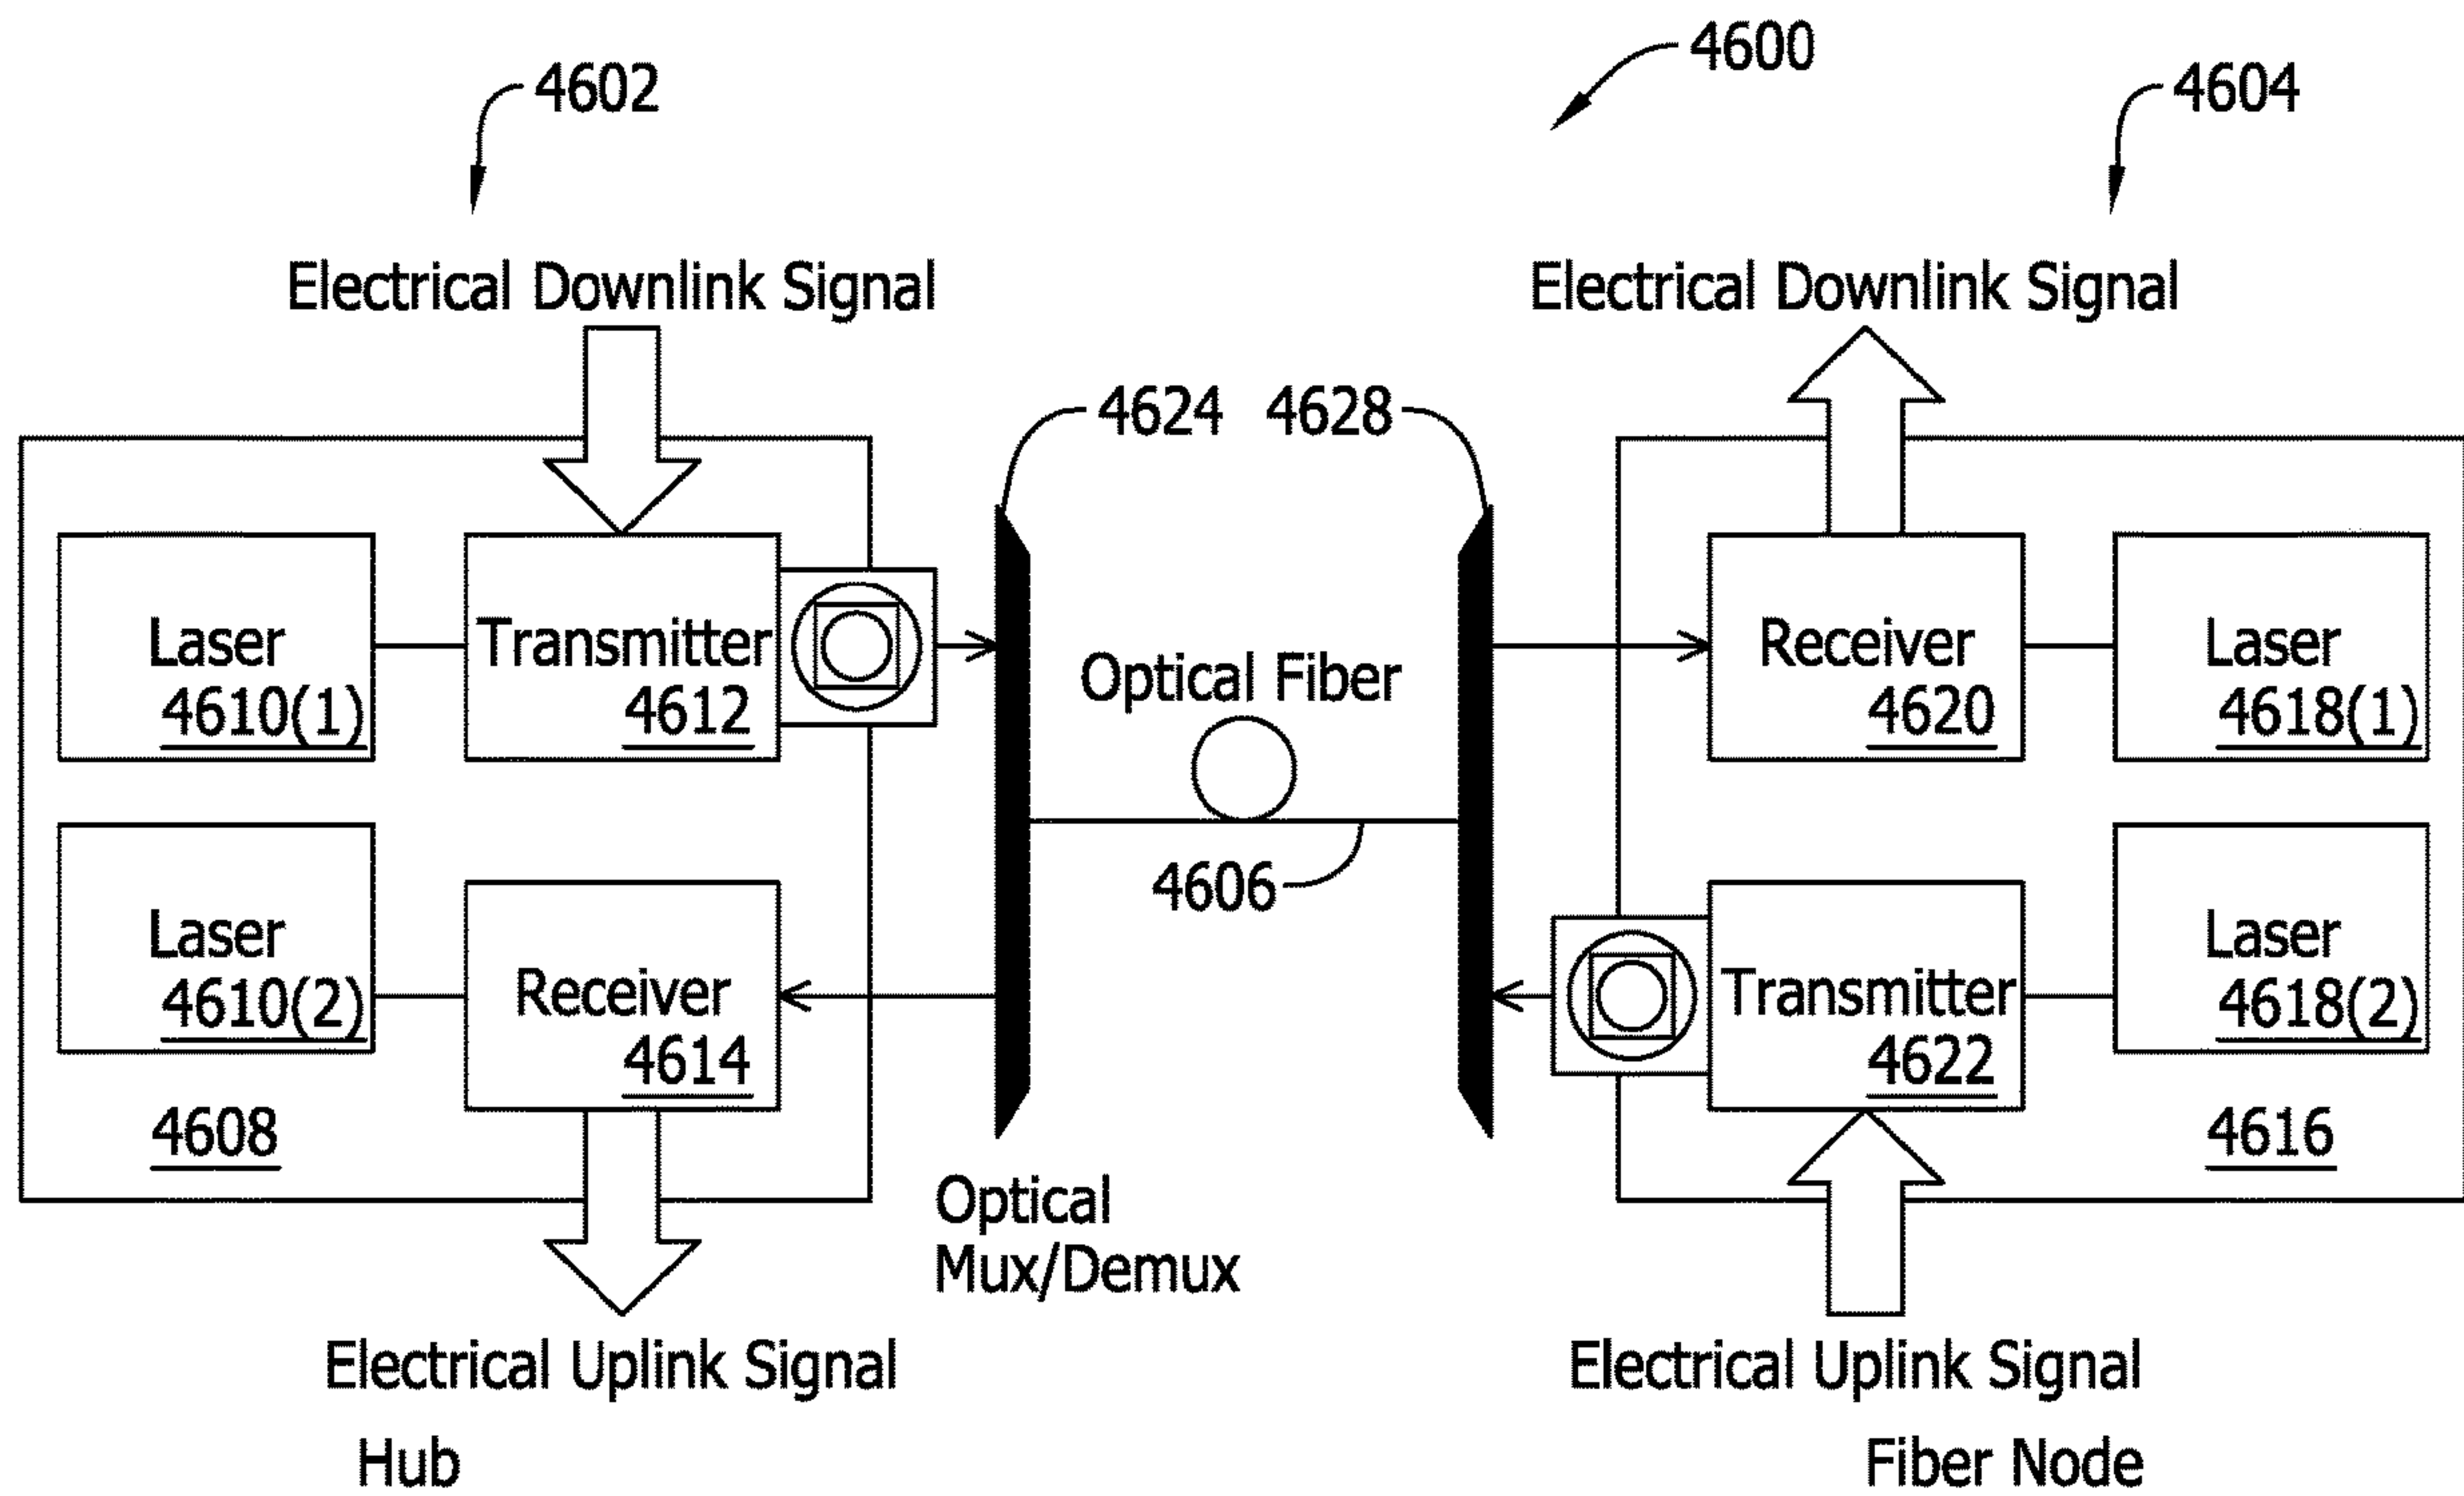 4600
4602
4604
Electrical Downlink Signal
Electrical Downlink Signal
4624
4628
Laser
4610(1)
Transmitter
4612
Optical Fiber
4606
Receiver
4620
Laser
4618(1)
Laser
4610(2)
Receiver
4614
Transmitter
4622
Laser
4618(2)
4608
4616
Optical
Mux/Demux
Electrical Uplink Signal
Electrical Uplink Signal
Hub
Fiber Node